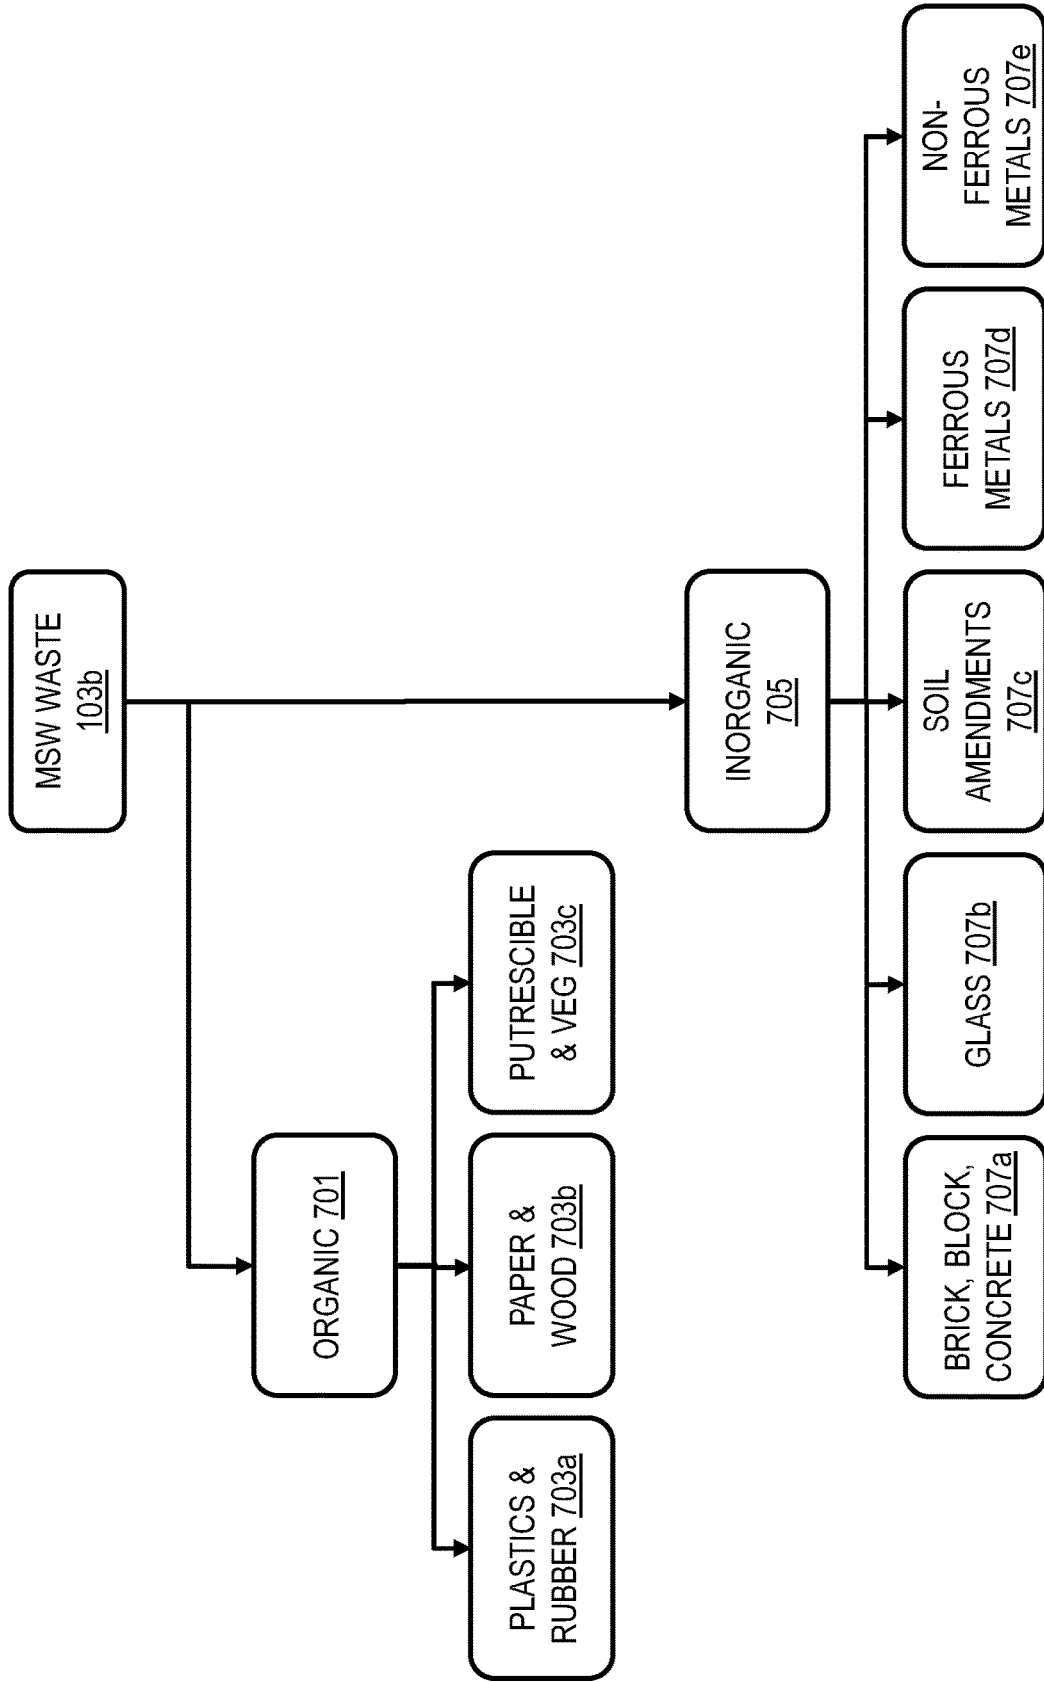 MSW WASTE
103b
ORGANIC 701
PLASTICS &
RUBBER 703a
PAPER &
WOOD 703b
PUTRESCIBLE
& VEG 703c
INORGANIC
705
BRICK, BLOCK,
CONCRETE 707a
GLASS 707b
SOIL
AMENDMENTS
707c
FERROUS
METALS 707d
NON-
FERROUS
METALS 707e